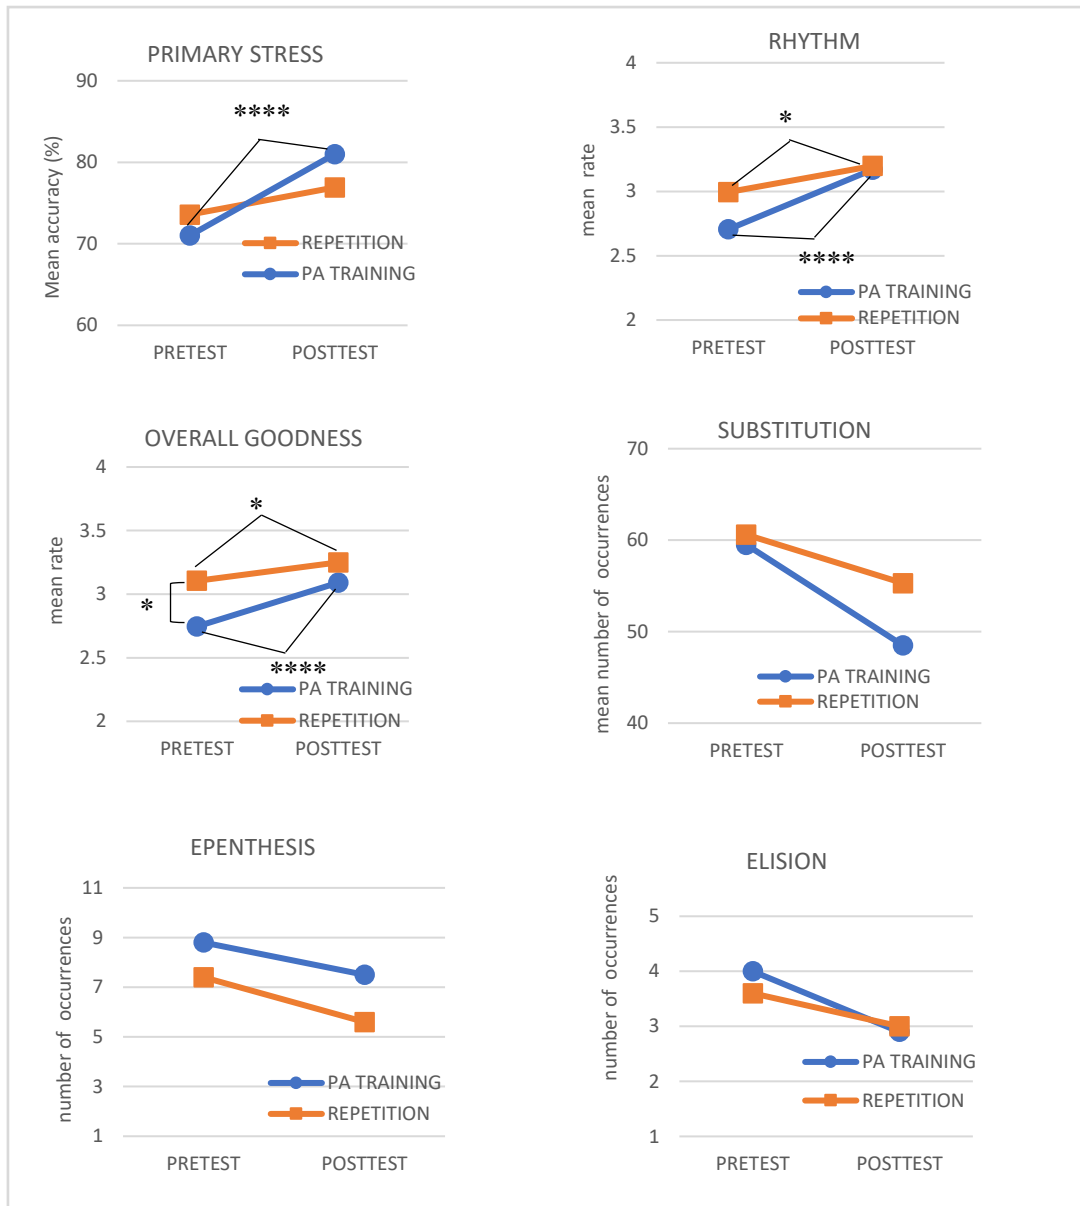 PRIMARY STRESS
Mean accuracy (%)
90
80
70
60
****
REPETITION
PA TRAINING
PRETEST
POSTTEST
RHYTHM
mean rate
4
3.5
3
2.5
2
*
****
PA TRAINING
REPETITION
PRETEST
POSTTEST
OVERALL GOODNESS
mean rate
4
3.5
3
2.5
2
*
*
****
PA TRAINING
REPETITION
PRETEST
POSTTEST
SUBSTITUTION
mean number of occurrences
70
60
50
40
PA TRAINING
REPETITION
PRETEST
POSTTEST
EPENTHESIS
number of occurrences
11
9
7
5
3
1
PA TRAINING
REPETITION
PRETEST
POSTTEST
ELISION
number of occurrences
5
4
3
2
1
PA TRAINING
REPETITION
PRETEST
POSTTEST